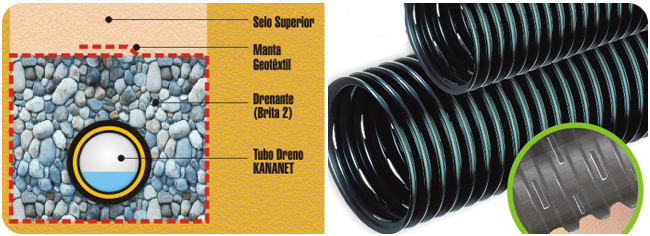 Selo Superior
Manta
Geotêxtil
Drenante
(Brita 2)
Tubo Dreno
KANANET